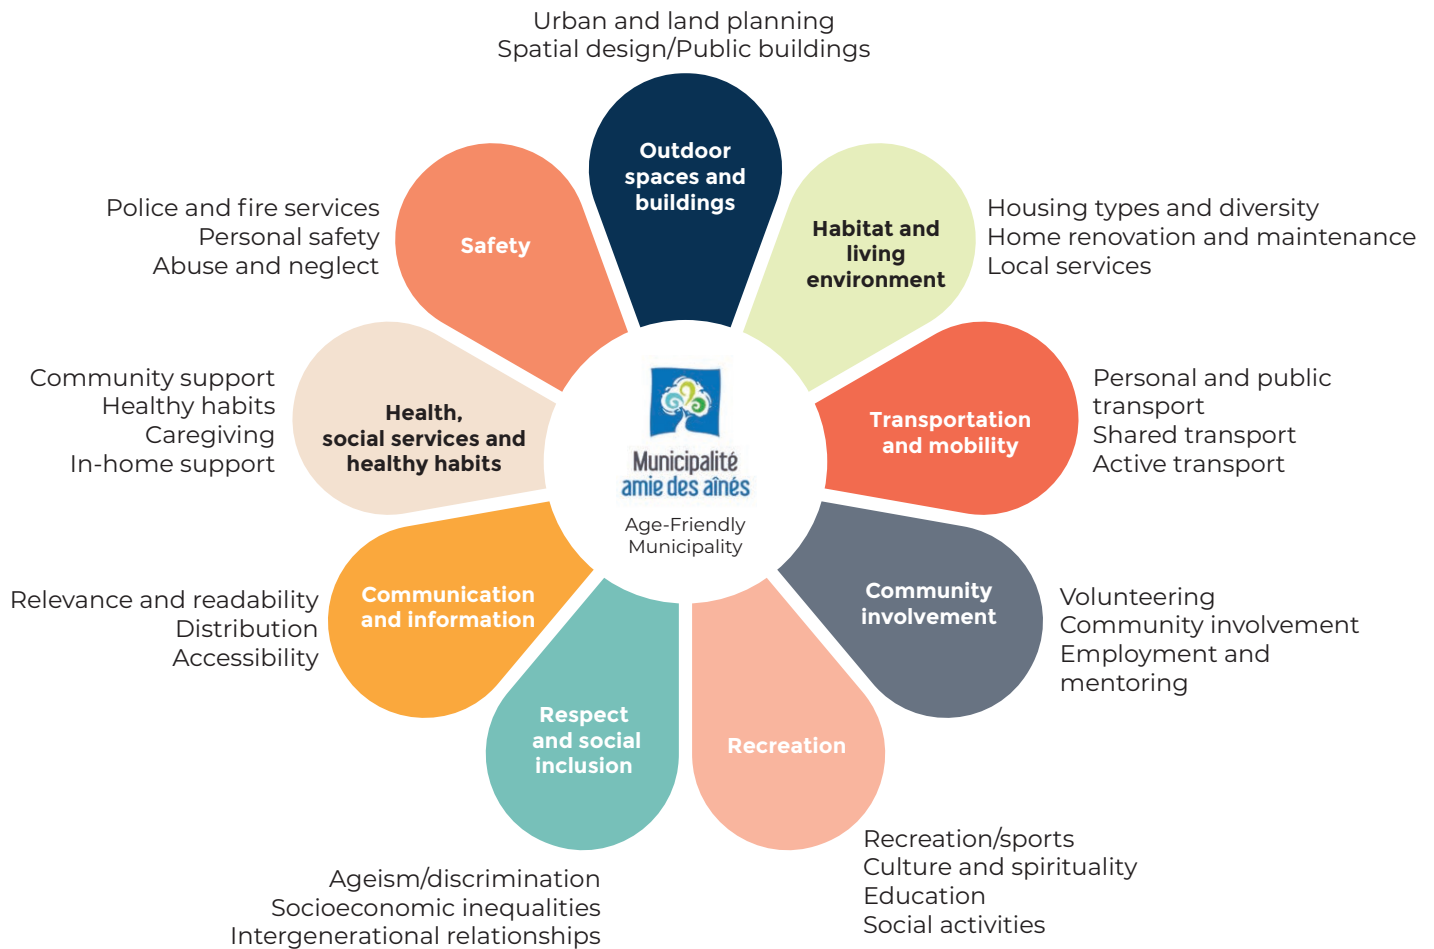 Urban and land planning
Spatial design/Public buildings
Outdoor
spaces and
buildings
Habitat and
living
environment
Housing types and diversity
Home renovation and maintenance
Local services
Transportation
and mobility
Personal and public
transport
Shared transport
Active transport
Community
involvement
Volunteering
Community involvement
Employment and
mentoring
Recreation
Recreation/sports
Culture and spirituality
Education
Social activities
Respect
and social
inclusion
Ageism/discrimination
Socioeconomic inequalities
Intergenerational relationships
Communication
and information
Relevance and readability
Distribution
Accessibility
Health,
social services and
healthy habits
Community support
Healthy habits
Caregiving
In-home support
Safety
Police and fire services
Personal safety
Abuse and neglect
Municipalité
amie des aînés
Age-Friendly
Municipality